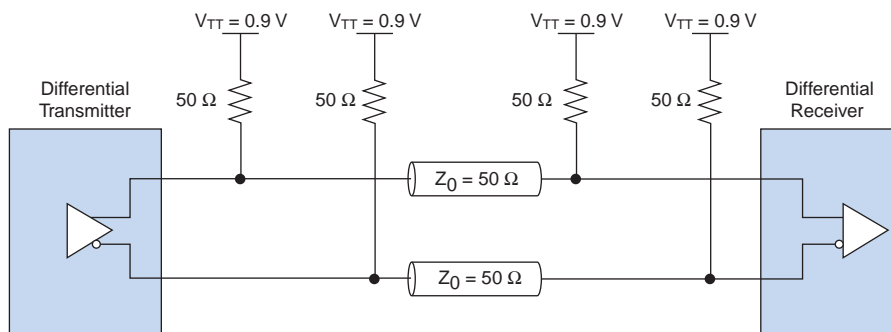 V_TT = 0.9 V V_TT = 0.9 V V_TT = 0.9 V V_TT = 0.9 V
Differential
Transmitter
50 Ω 50 Ω 50 Ω 50 Ω
Differential
Receiver
Z_0 = 50 Ω
Z_0 = 50 Ω